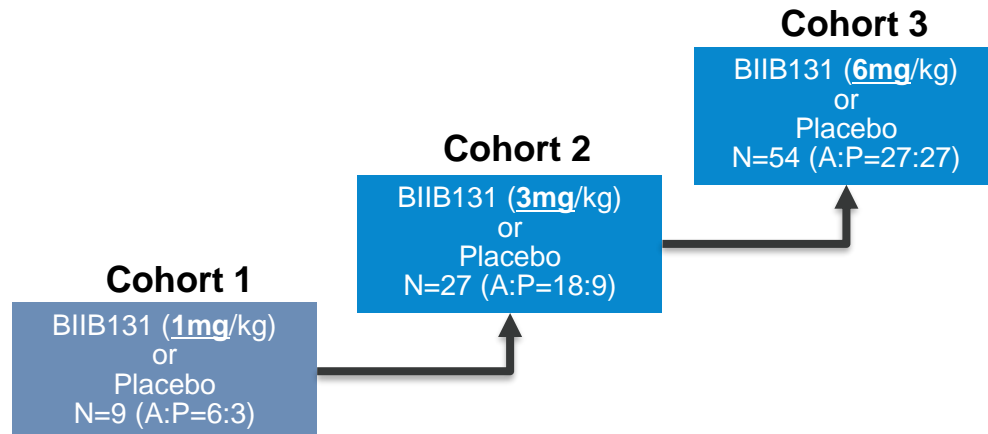 Cohort 3
BIIB131 (6mg/kg)
or
Placebo
N=54 (A:P=27:27)
Cohort 2
BIIB131 (3mg/kg)
or
Placebo
N=27 (A:P=18:9)
Cohort 1
BIIB131 (1mg/kg)
or
Placebo
N=9 (A:P=6:3)